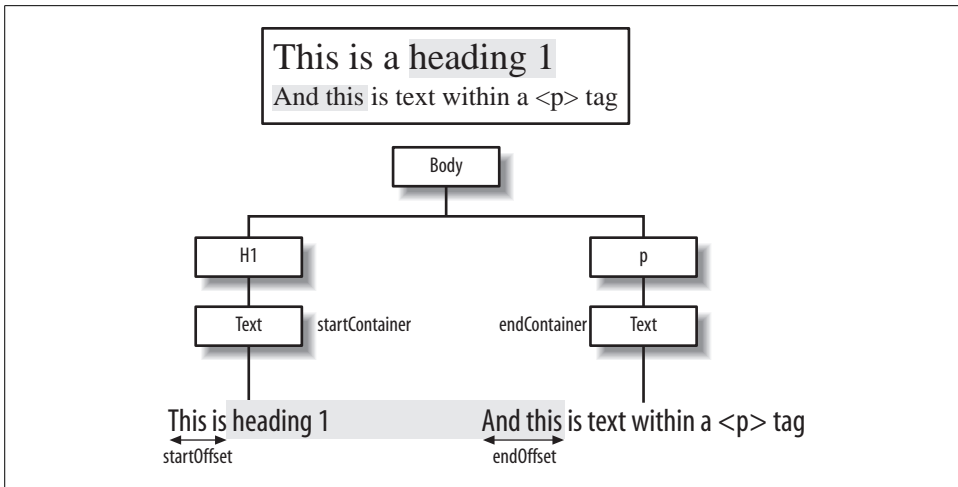 This is a heading 1
And this is text within a <p> tag
Body
H1
p
Text
startContainer
endContainer
Text
This is heading 1
And this is text within a <p> tag
startOffset
endOffset